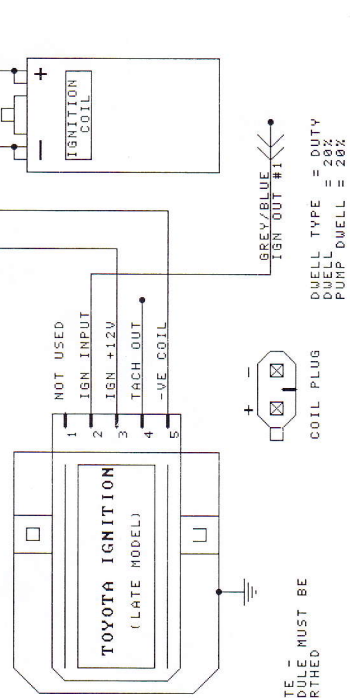 +
-
IGNITION
COIL
GREY/BLUE
IGN OUT #1
DWELL TYPE = DUTY
DWELL = 20%
PUMP DWELL = 20%
NOT USED
IGN INPUT
IGN +12V
TACH OUT
-VE COIL
1
2
3
4
5
+ -
COIL PLUG
TOYOTA IGNITION
(LATE MODEL)
TE -
DULE MUST BE
RTHED